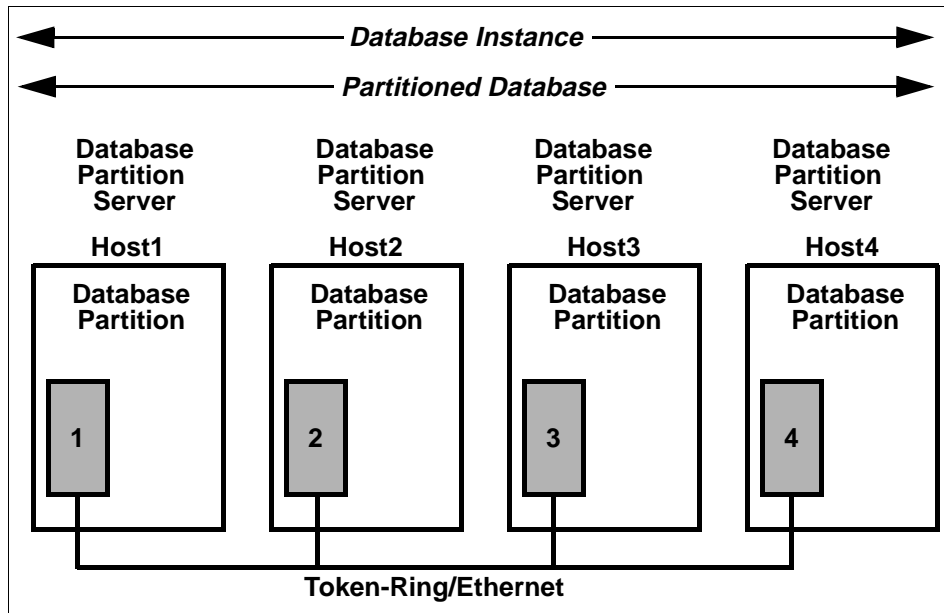 Database Instance
Partitioned Database
Database
Partition
Server
Database
Partition
Server
Database
Partition
Server
Database
Partition
Server
Host1
Host2
Host3
Host4
Database
Partition
Database
Partition
Database
Partition
Database
Partition
1
2
3
4
Token-Ring/Ethernet